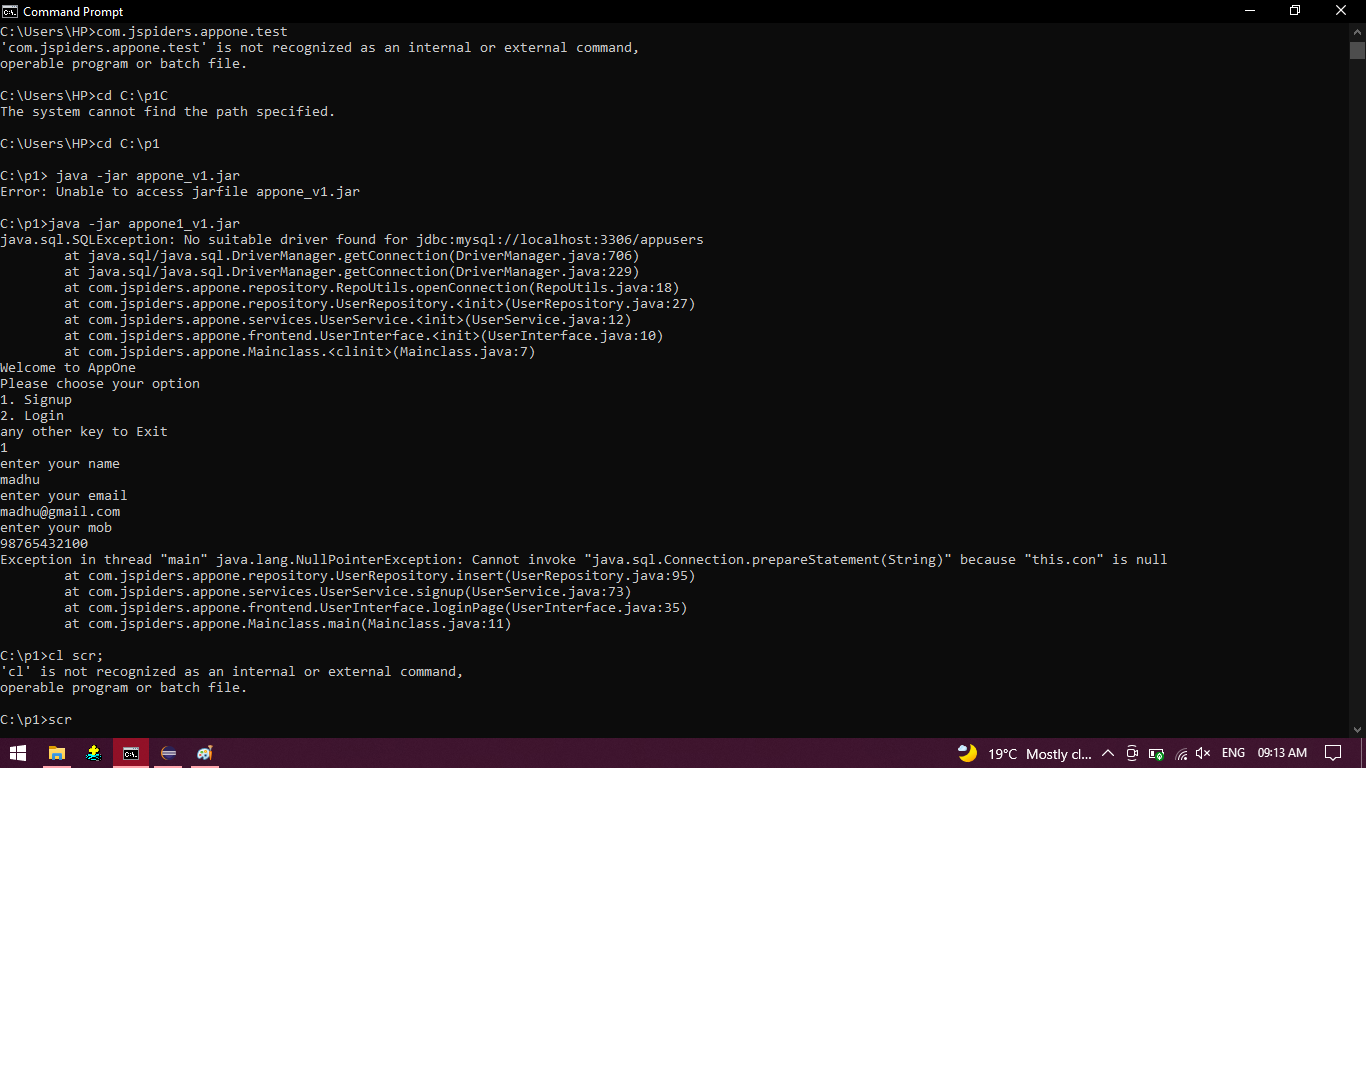 Command Prompt
C:\Users\HP>com.jspiders.appone.test
'com.jspiders.appone.test' is not recognized as an internal or external command,
operable program or batch file.
C:\Users\HP>cd C:\p1C
The system cannot find the path specified.
C:\Users\HP>cd C:\p1
C:\p1> java -jar appone_v1.jar
Error: Unable to access jarfile appone_v1.jar
C:\p1>java -jar appone1_v1.jar
java.sql.SQLException: No suitable driver found for jdbc:mysql://localhost:3306/appusers
at java.sql/java.sql.DriverManager.getConnection(DriverManager.java:706)
at java.sql/java.sql.DriverManager.getConnection(DriverManager.java:229)
at com.jspiders.appone.repository.RepoUtils.openConnection(RepoUtils.java:18)
at com.jspiders.appone.repository.UserRepository.<init>(UserRepository.java:27)
at com.jspiders.appone.services.UserService.<init>(UserService.java:12)
at com.jspiders.appone.frontend.UserInterface.<init>(UserInterface.java:10)
at com.jspiders.appone.Mainclass.<clinit>(Mainclass.java:7)
Welcome to AppOne
Please choose your option
1. Signup
2. Login
any other key to Exit
1
enter your name
madhu
enter your email
madhu@gmail.com
enter your mob
98765432100
Exception in thread "main" java.lang.NullPointerException: Cannot invoke "java.sql.Connection.prepareStatement(String)" because "this.con" is null
at com.jspiders.appone.repository.UserRepository.insert(UserRepository.java:95)
at com.jspiders.appone.services.UserService.signup(UserService.java:73)
at com.jspiders.appone.frontend.UserInterface.loginPage(UserInterface.java:35)
at com.jspiders.appone.Mainclass.main(Mainclass.java:11)
C:\p1>cl scr;
'cl' is not recognized as an internal or external command,
operable program or batch file.
C:\p1>scr
19°C Mostly cl... ENG 09:13 AM